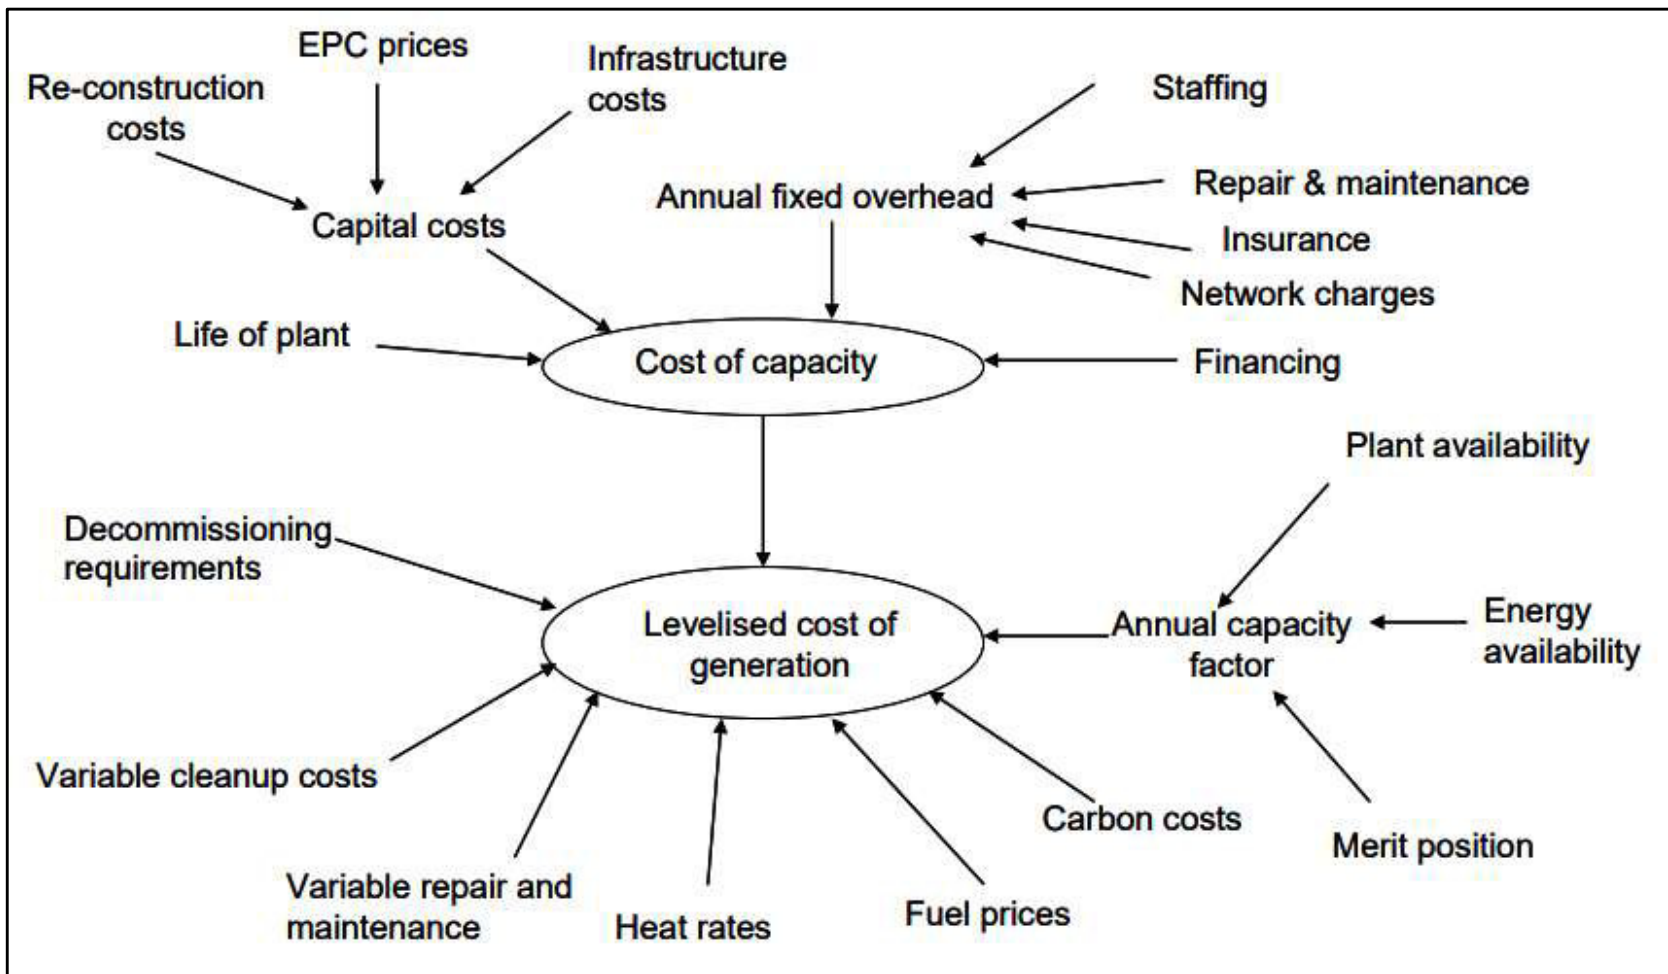 EPC prices
Infrastructure
costs
Re-construction
costs
Staffing
Annual fixed overhead
Repair & maintenance
Capital costs
Insurance
Network charges
Life of plant
Cost of capacity
Financing
Plant availability
Decommissioning
requirements
Levelised cost of
generation
Annual capacity
factor
Energy
availability
Variable cleanup costs
Carbon costs
Merit position
Variable repair and
maintenance
Heat rates
Fuel prices